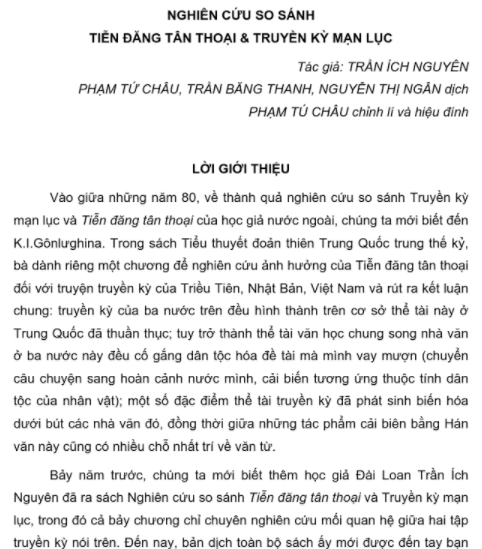 NGHIÊN CỨU SO SÁNH
TIỄN ĐĂNG TÂN THOẠI & TRUYỀN KỲ MẠN LỤC
Tác giả: TRẦN ÍCH NGUYÊN
PHẠM TỨ CHÂU, TRẦN BĂNG THANH, NGUYỄN THỊ NGÂN dịch
PHẠM TÚ CHÂU chỉnh lí và hiệu đính
LỜI GIỚI THIỆU
Vào giữa những năm 80, về thành quả nghiên cứu so sánh Truyền kỳ
mạn lục và Tiễn đăng tân thoại của học giả nước ngoài, chúng ta mới biết đến
K.I.Gônlưghina. Trong sách Tiểu thuyết đoản thiên Trung Quốc trung thế kỷ,
bà dành riêng một chương để nghiên cứu ảnh hưởng của Tiễn đăng tân thoại
đối với truyện truyền kỳ của Triều Tiên, Nhật Bản, Việt Nam và rút ra kết luận
chung: truyền kỳ của ba nước trên đều hình thành trên cơ sở thể tài này ở
Trung Quốc đã thuần thục; tuy trở thành thể tài văn học chung song nhà văn
ở ba nước này đều cố gắng dân tộc hóa đề tài mà mình vay mượn (chuyển
câu chuyện sang hoàn cảnh nước mình, cải biến tương ứng thuộc tính dân
tộc của nhân vật); một số đặc điểm thể tài truyền kỳ đã phát sinh biến hóa
dưới bút các nhà văn đó, đồng thời giữa những tác phẩm cải biên bằng Hán
văn này cũng có nhiều chỗ nhất trí về văn từ.
Bảy năm trước, chúng ta mới biết thêm học giả Đài Loan Trần Ích
Nguyên đã ra sách Nghiên cứu so sánh Tiễn đăng tân thoại và Truyền kỳ mạn
lục, trong đó cả bảy chương chỉ chuyên nghiên cứu mối quan hệ giữa hai tập
truyền kỳ nói trên. Đến nay, bản dịch toàn bộ sách ấy mới được đến tay bạn